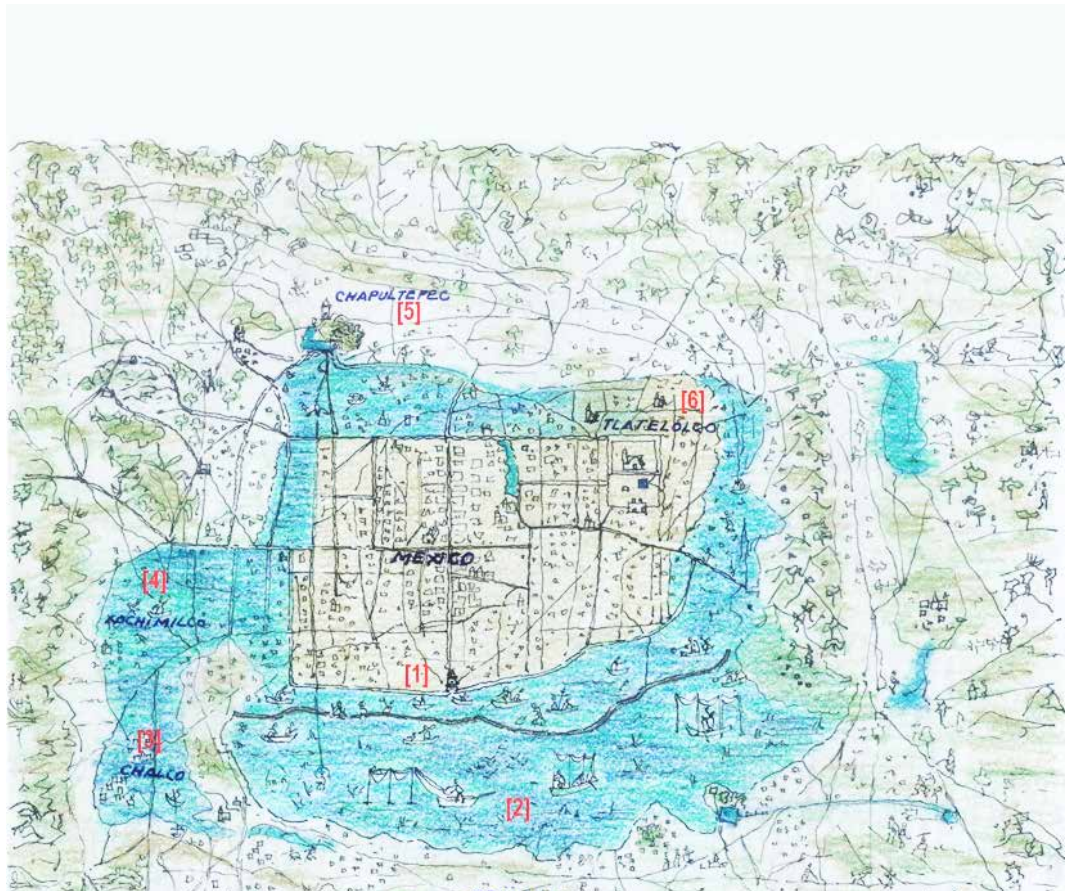 CHAPULTEPEC
[5]
[6]
TLATELOLCO
MEXICO
[4]
XOCHIMILCO
[1]
[3]
CHALCO
[2]